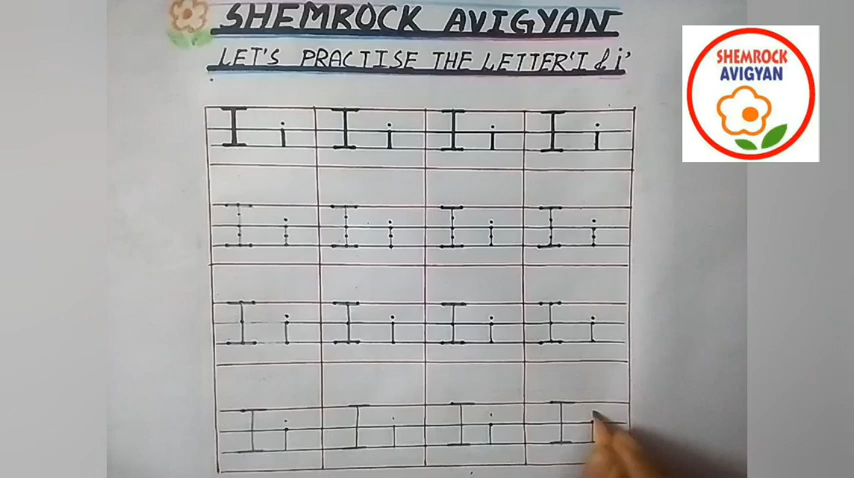 SHEMROCK AVIGYAN
LET'S PRACTISE THE LETTER 'I & i'
SHEMROCK
AVIGYAN
I i I i I i I i
I i I i I i I i
I i I i I i I i
I i I i I i I i